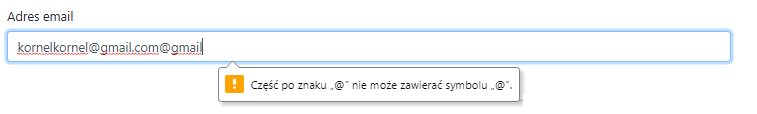 Adres email
kornelkornel@gmail.com@gmail
Część po znaku „@” nie może zawierać symbolu „@”.